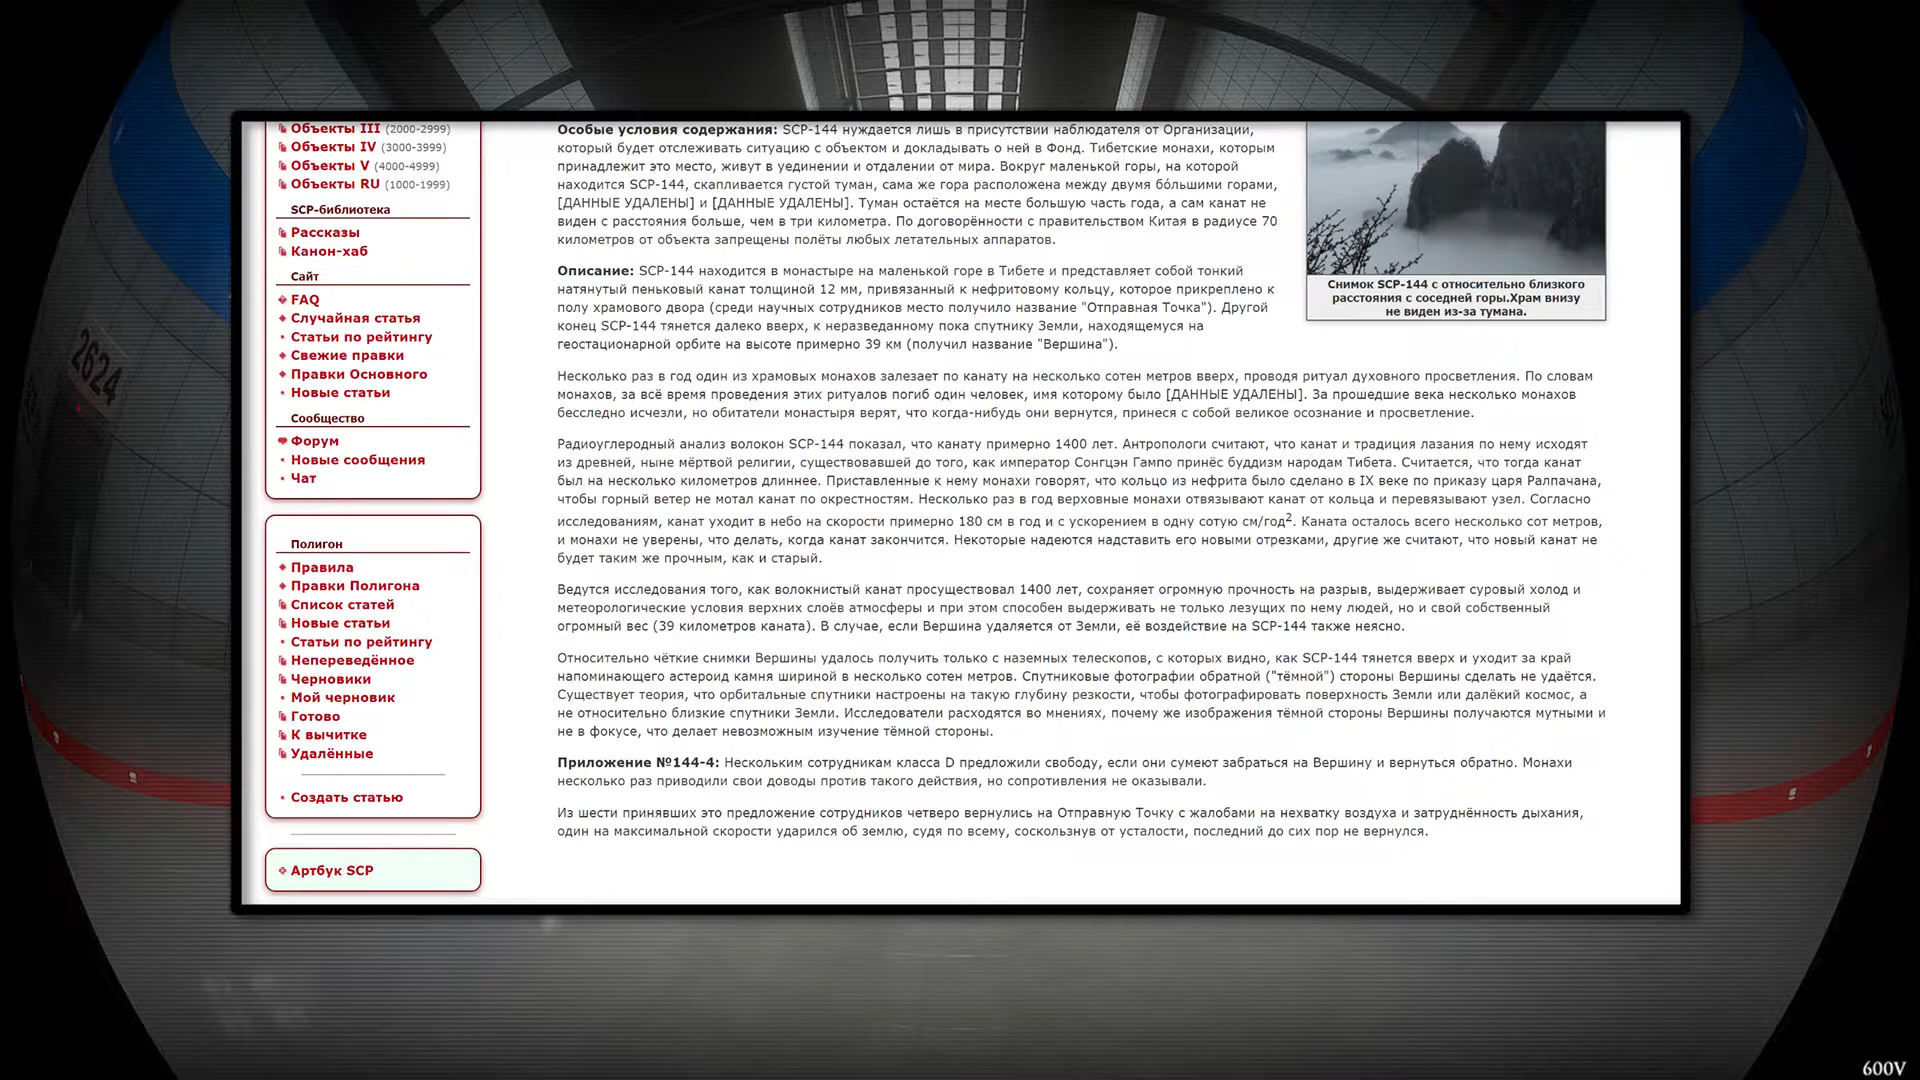 Объекты III (2000-2999)
Объекты IV (3000-3999)
Объекты V (4000-4999)
Объекты RU (1000-1999)
SCP-библиотека
Рассказы
Канон-хаб
Сайт
FAQ
Случайная статья
Статьи по рейтингу
Свежие правки
Правки Основного
Новые статьи
Сообщество
Форум
Новые сообщения
Чат
Полигон
Правила
Правки Полигона
Список статей
Новые статьи
Статьи по рейтингу
Непереведённое
Черновики
Мой черновик
Готово
К вычитке
Удалённые
Создать статью
Артбук SCP
Особые условия содержания: SCP-144 нуждается лишь в присутствии наблюдателя от Организации,
который будет отслеживать ситуацию с объектом и докладывать о ней в Фонд. Тибетские монахи, которым
принадлежит это место, живут в уединении и отдалении от мира. Вокруг маленькой горы, на которой
находится SCP-144, скапливается густой туман, сама же гора расположена между двумя бо́льшими горами,
[ДАННЫЕ УДАЛЕНЫ] и [ДАННЫЕ УДАЛЕНЫ]. Туман остаётся на месте большую часть года, а сам канат не
виден с расстояния больше, чем в три километра. По договорённости с правительством Китая в радиусе 70
километров от объекта запрещены полёты любых летательных аппаратов.
Снимок SCP-144 с относительно близкого
расстояния с соседней горы.Храм внизу
не виден из-за тумана.
Описание: SCP-144 находится в монастыре на маленькой горе в Тибете и представляет собой тонкий
натянутый пеньковый канат толщиной 12 мм, привязанный к нефритовому кольцу, которое прикреплено к
полу храмового двора (среди научных сотрудников место получило название "Отправная Точка"). Другой
конец SCP-144 тянется далеко вверх, к неразведанному пока спутнику Земли, находящемуся на
геостационарной орбите на высоте примерно 39 км (получил название "Вершина").
Несколько раз в год один из храмовых монахов залезает по канату на несколько сотен метров вверх, проводя ритуал духовного просветления. По словам
монахов, за всё время проведения этих ритуалов погиб один человек, имя которому было [ДАННЫЕ УДАЛЕНЫ]. За прошедшие века несколько монахов
бесследно исчезли, но обитатели монастыря верят, что когда-нибудь они вернутся, принеся с собой великое осознание и просветление.
Радиоуглеродный анализ волокон SCP-144 показал, что канату примерно 1400 лет. Антропологи считают, что канат и традиция лазания по нему исходят
из древней, ныне мёртвой религии, существовавшей до того, как император Сонгцэн Гампо принёс буддизм народам Тибета. Считается, что тогда канат
был на несколько километров длиннее. Приставленные к нему монахи говорят, что кольцо из нефрита было сделано в IX веке по приказу царя Ралпачана,
чтобы горный ветер не мотал канат по окрестностям. Несколько раз в год верховные монахи отвязывают канат от кольца и перевязывают узел. Согласно
исследованиям, канат уходит в небо на скорости примерно 180 см в год и с ускорением в одну сотую см/год². Каната осталось всего несколько сот метров,
и монахи не уверены, что делать, когда канат закончится. Некоторые надеются надставить его новыми отрезками, другие же считают, что новый канат не
будет таким же прочным, как и старый.
Ведутся исследования того, как волокнистый канат просуществовал 1400 лет, сохраняет огромную прочность на разрыв, выдерживает суровый холод и
метеорологические условия верхних слоёв атмосферы и при этом способен выдерживать не только лезущих по нему людей, но и свой собственный
огромный вес (39 километров каната). В случае, если Вершина удаляется от Земли, её воздействие на SCP-144 также неясно.
Относительно чёткие снимки Вершины удалось получить только с наземных телескопов, с которых видно, как SCP-144 тянется вверх и уходит за край
напоминающего астероид камня шириной в несколько сотен метров. Спутниковые фотографии обратной ("тёмной") стороны Вершины сделать не удаётся.
Существует теория, что орбитальные спутники настроены на такую глубину резкости, чтобы фотографировать поверхность Земли или далёкий космос, а
не относительно близкие спутники Земли. Исследователи расходятся во мнениях, почему же изображения тёмной стороны Вершины получаются мутными и
не в фокусе, что делает невозможным изучение тёмной стороны.
Приложение №144-4: Нескольким сотрудникам класса D предложили свободу, если они сумеют забраться на Вершину и вернуться обратно. Монахи
несколько раз приводили свои доводы против такого действия, но сопротивления не оказывали.
Из шести принявших это предложение сотрудников четверо вернулись на Отправную Точку с жалобами на нехватку воздуха и затруднённость дыхания,
один на максимальной скорости ударился об землю, судя по всему, соскользнув от усталости, последний до сих пор не вернулся.
2624
600V